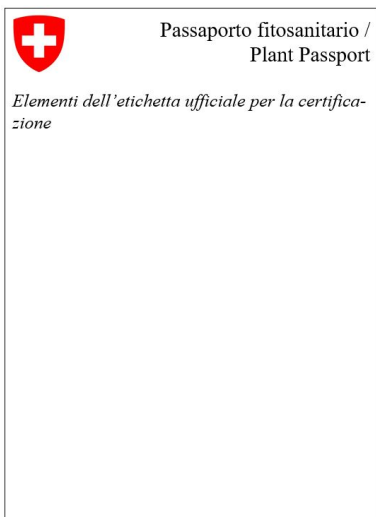 Passaporto fitosanitario /
Plant Passport
Elementi dell’etichetta ufficiale per la certifica-
zione